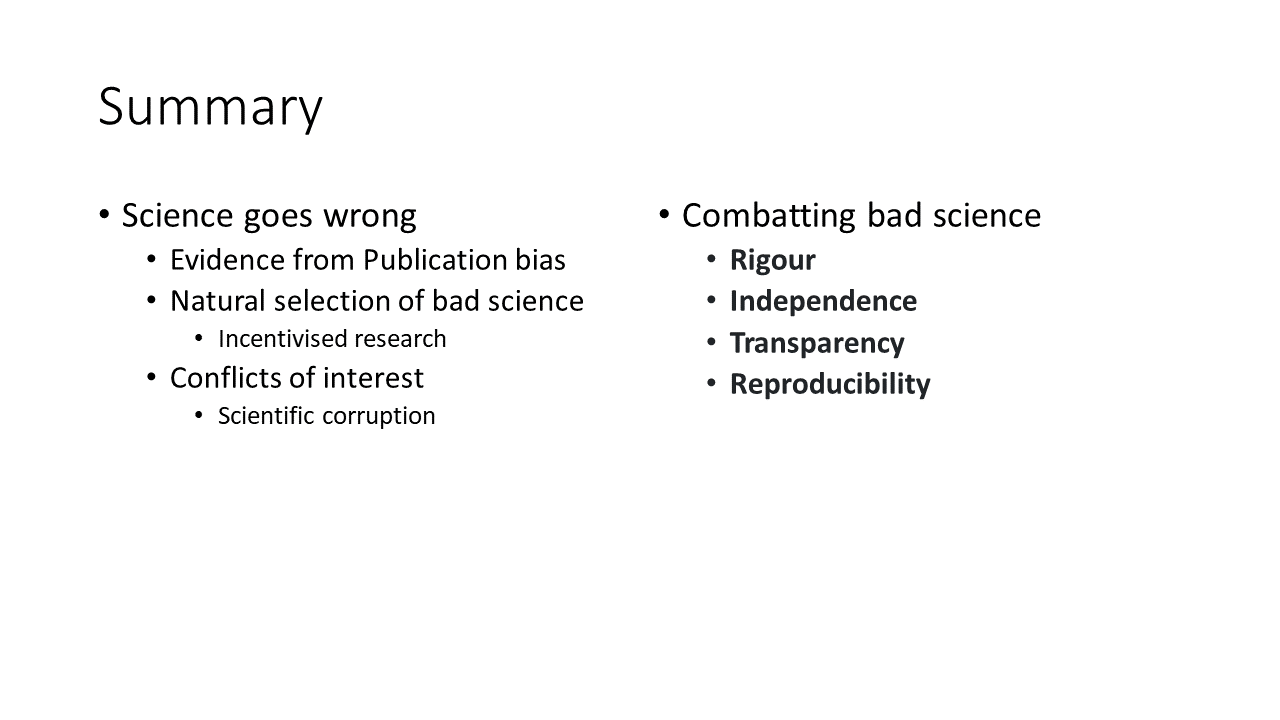 Summary
• Science goes wrong
• Evidence from Publication bias
• Natural selection of bad science
• Incentivised research
• Conflicts of interest
• Scientific corruption
• Combatting bad science
• Rigour
• Independence
• Transparency
• Reproducibility